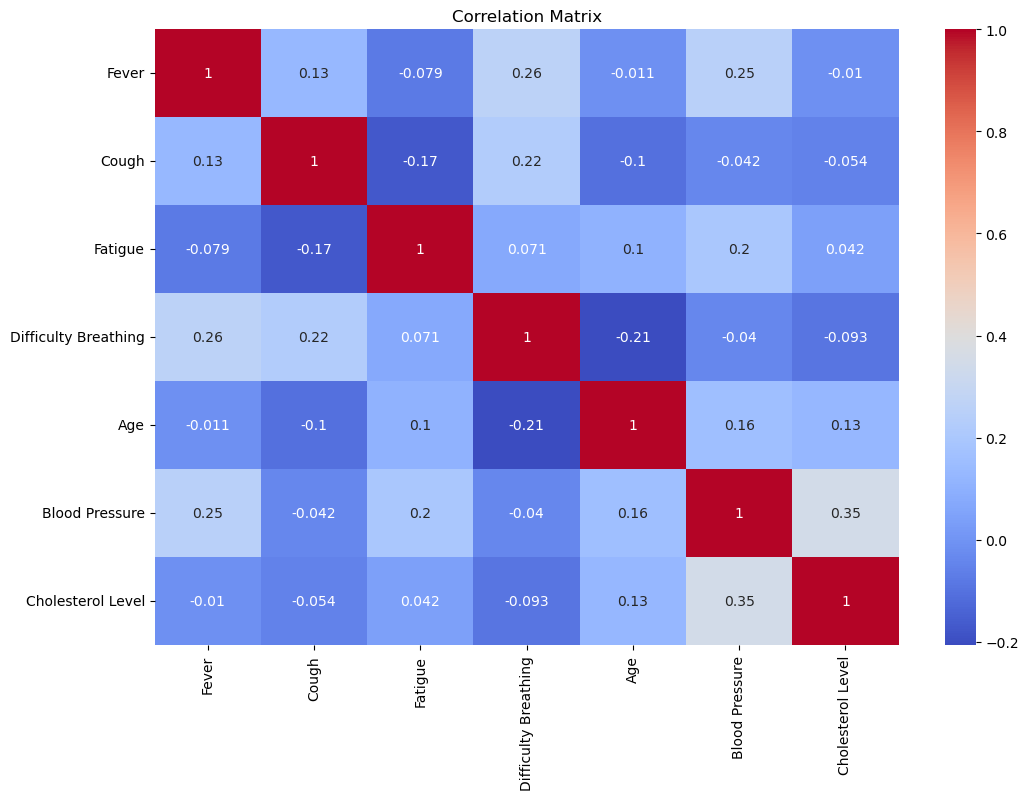 Correlation Matrix
Fever 1 0.13 -0.079 0.26 -0.011 0.25 -0.01
Cough 0.13 1 -0.17 0.22 -0.1 -0.042 -0.054
Fatigue -0.079 -0.17 1 0.071 0.1 0.2 0.042
Difficulty Breathing 0.26 0.22 0.071 1 -0.21 -0.04 -0.093
Age -0.011 -0.1 0.1 -0.21 1 0.16 0.13
Blood Pressure 0.25 -0.042 0.2 -0.04 0.16 1 0.35
Cholesterol Level -0.01 -0.054 0.042 -0.093 0.13 0.35 1
Fever
Cough
Fatigue
Difficulty Breathing
Age
Blood Pressure
Cholesterol Level
1.0
0.8
0.6
0.4
0.2
0.0
−0.2